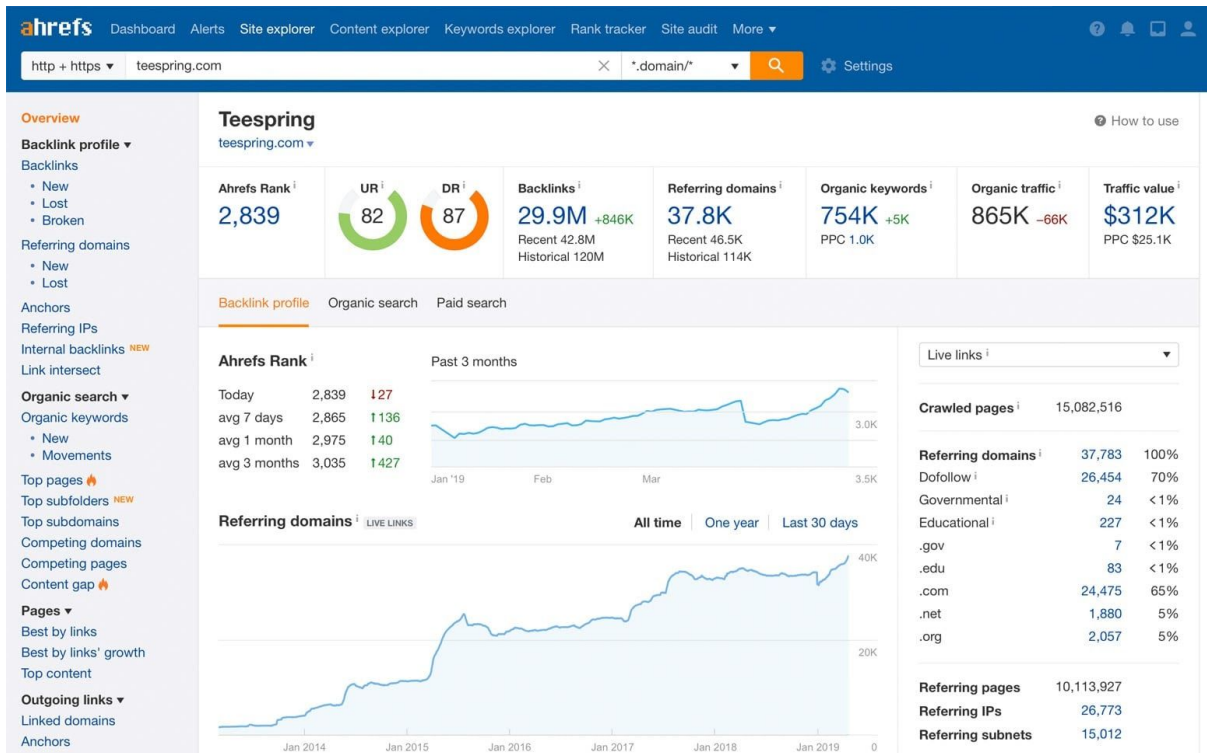 ahrefs Dashboard Alerts Site explorer Content explorer Keywords explorer Rank tracker Site audit More ▾
http + https ▾ teespring.com × *.domain/* ▾ Settings
Overview
Backlink profile ▾
Backlinks
• New
• Lost
• Broken
Referring domains
• New
• Lost
Anchors
Referring IPs
Internal backlinks NEW
Link intersect
Organic search ▾
Organic keywords
• New
• Movements
Top pages
Top subfolders NEW
Top subdomains
Competing domains
Competing pages
Content gap
Pages ▾
Best by links
Best by links' growth
Top content
Outgoing links ▾
Linked domains
Anchors
Teespring
teespring.com ▾
How to use
Ahrefs Rank i
2,839
UR i
82
DR i
87
Backlinks i
29.9M +846K
Recent 42.8M
Historical 120M
Referring domains i
37.8K
Recent 46.5K
Historical 114K
Organic keywords i
754K +5K
PPC 1.0K
Organic traffic i
865K −66K
Traffic value i
$312K
PPC $25.1K
Backlink profile Organic search Paid search
Ahrefs Rank i
Today 2,839 ↓27
avg 7 days 2,865 ↑136
avg 1 month 2,975 ↑40
avg 3 months 3,035 ↑427
Past 3 months
3.0K
Jan '19 Feb Mar 3.5K
Referring domains i LIVE LINKS
All time One year Last 30 days
40K
20K
Jan 2014 Jan 2015 Jan 2016 Jan 2017 Jan 2018 Jan 2019 0
Live links i ▾
Crawled pages i 15,082,516
Referring domains i 37,783 100%
Dofollow i 26,454 70%
Governmental i 24 <1%
Educational i 227 <1%
.gov 7 <1%
.edu 83 <1%
.com 24,475 65%
.net 1,880 5%
.org 2,057 5%
Referring pages 10,113,927
Referring IPs 26,773
Referring subnets 15,012